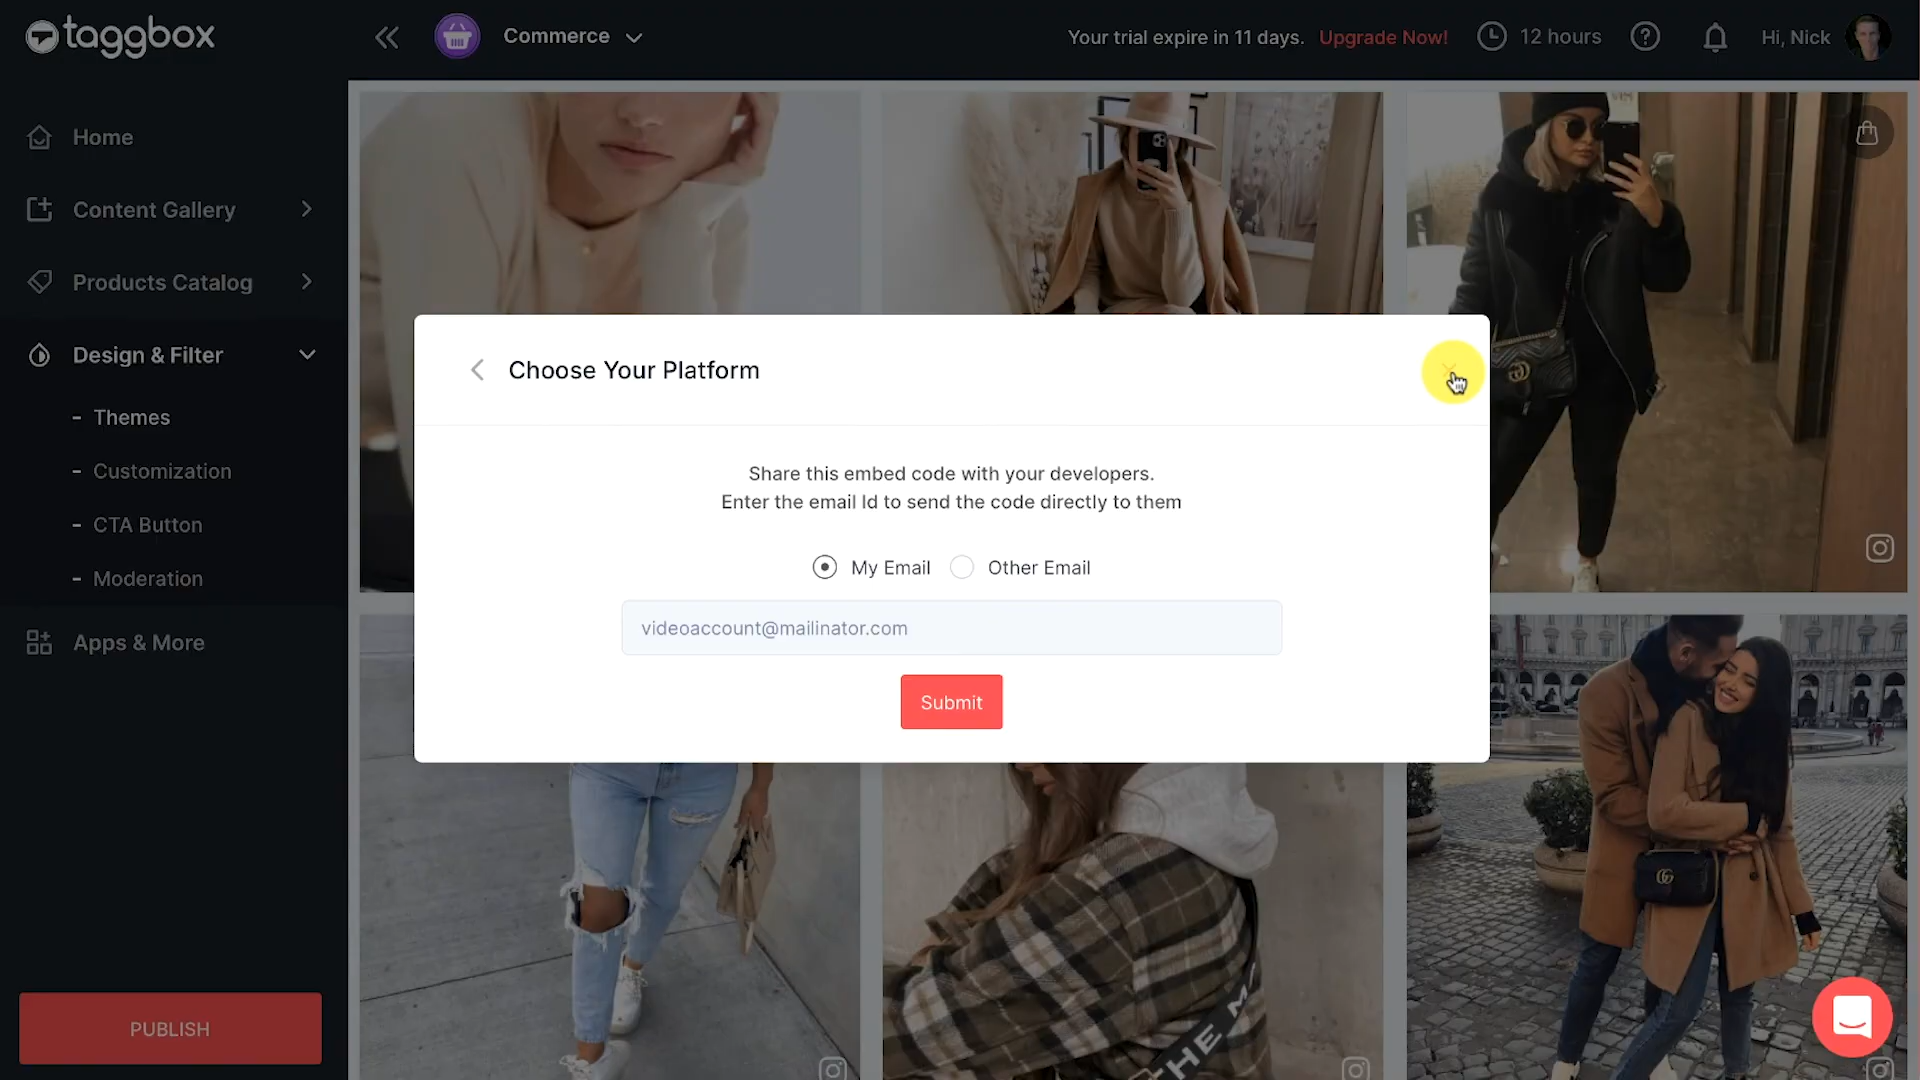 taggbox
Commerce
Your trial expire in 11 days. Upgrade Now!
12 hours
Hi, Nick
Home
Content Gallery
Products Catalog
Design & Filter
- Themes
- Customization
- CTA Button
- Moderation
Apps & More
PUBLISH
Choose Your Platform
Share this embed code with your developers.
Enter the email Id to send the code directly to them
My Email
Other Email
videoaccount@mailinator.com
Submit
THE M